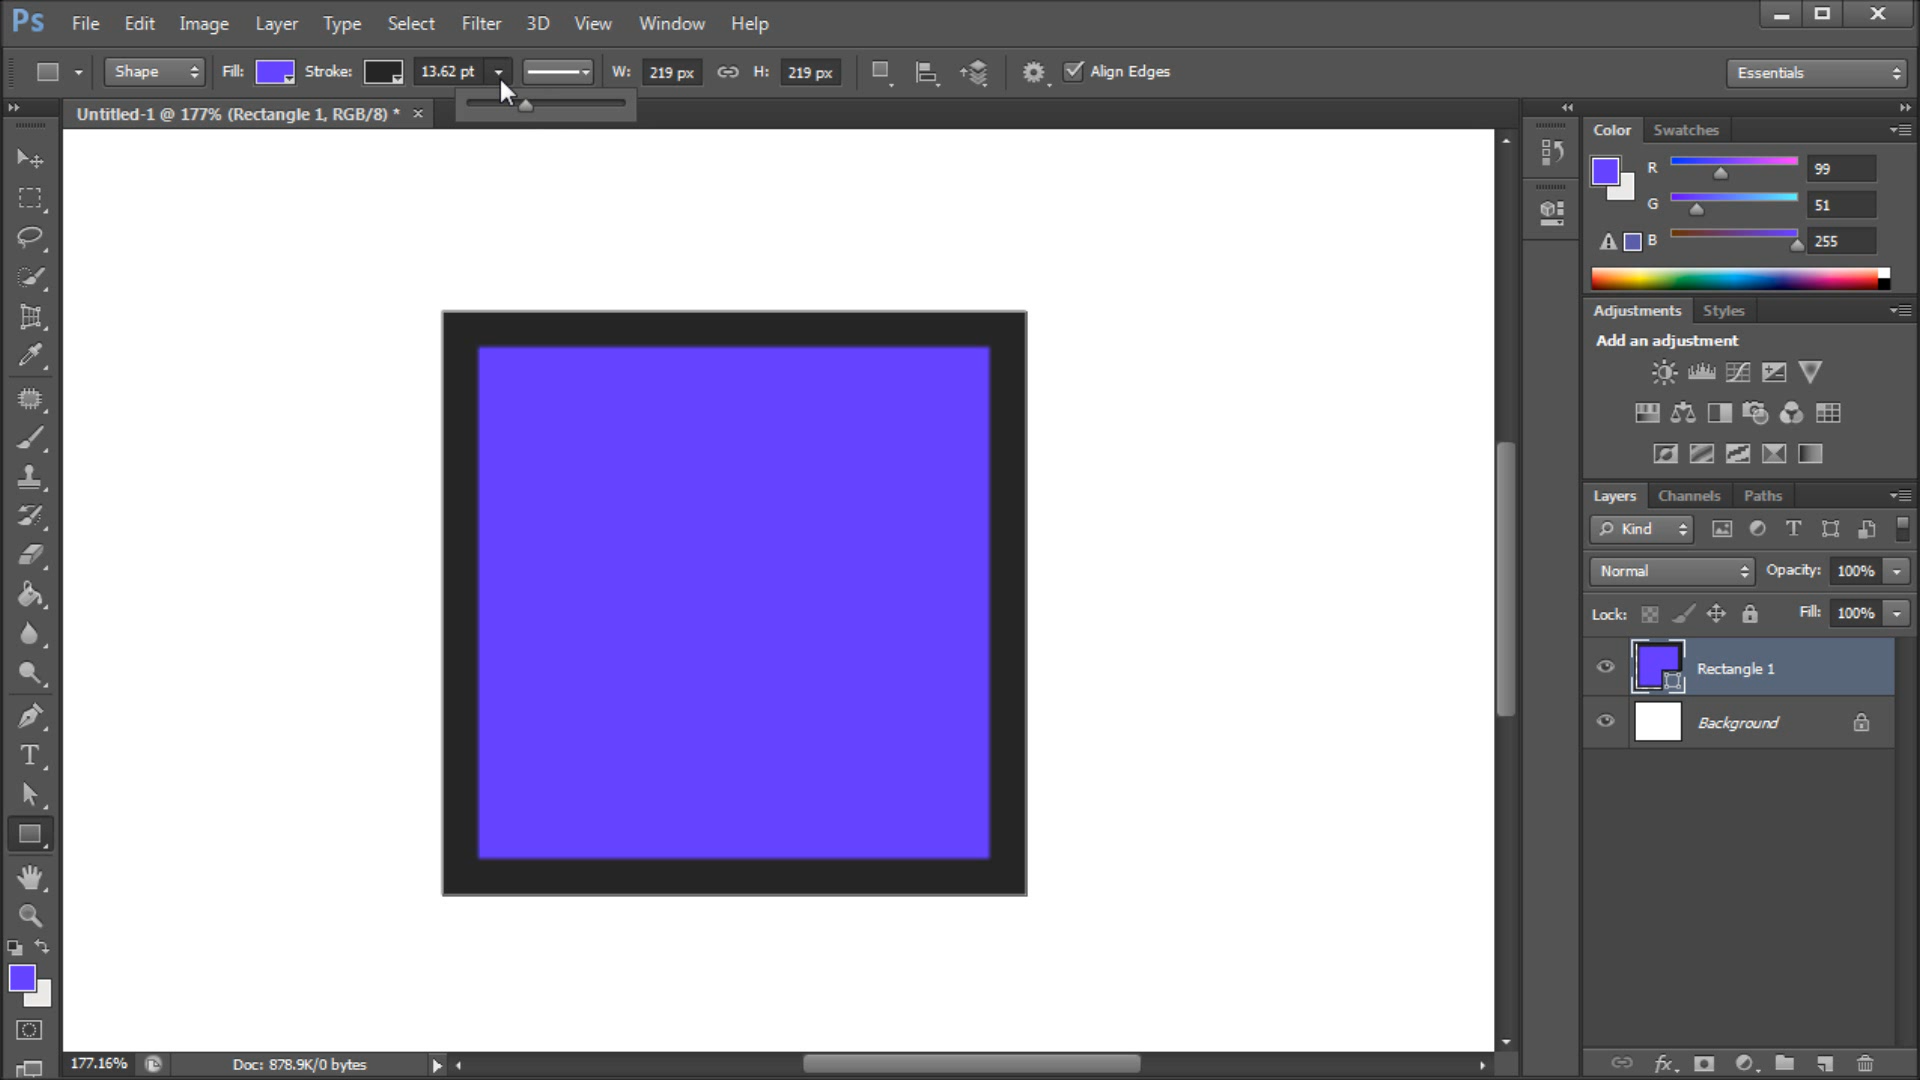 Ps File Edit Image Layer Type Select Filter 3D View Window Help
Shape Fill: Stroke: 13.62 pt W: 219 px H: 219 px Align Edges Essentials
Untitled-1 @ 177% (Rectangle 1, RGB/8) *
Color Swatches
R 99
G 51
B 255
Adjustments Styles
Add an adjustment
Layers Channels Paths
Kind
Normal Opacity: 100%
Lock: Fill: 100%
Rectangle 1
Background
177.16% Doc: 878.9K/0 bytes
fx